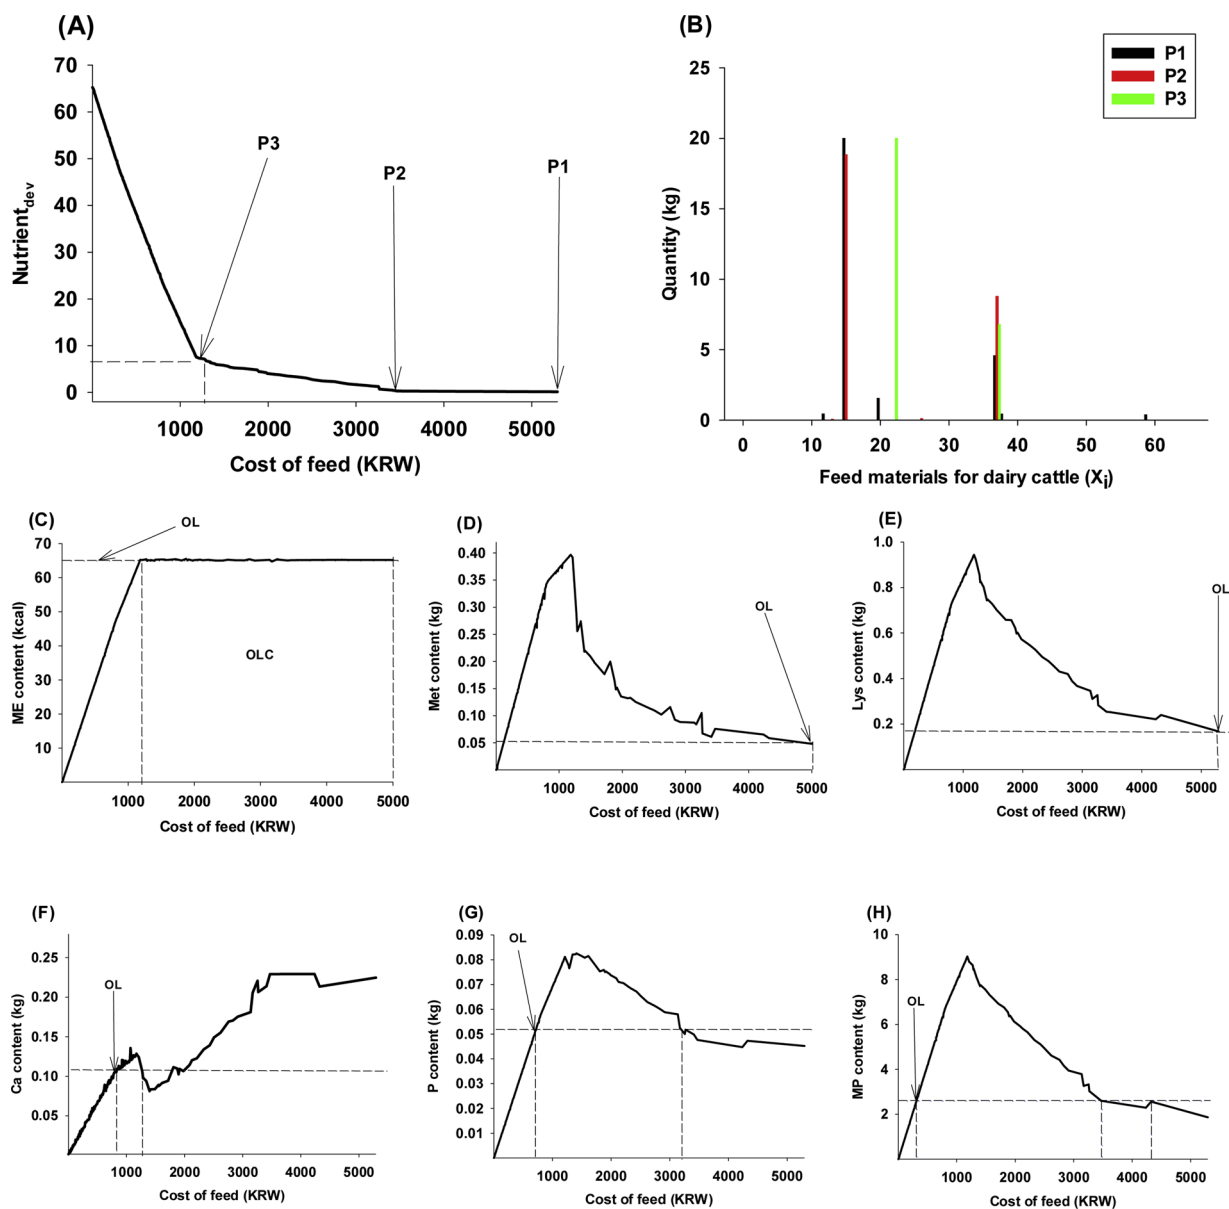 (A)
70
60
50
40
30
20
10
0
Nutrientdev
P3
P2
P1
1000 2000 3000 4000 5000
Cost of feed (KRW)
(B)
P1
P2
P3
25
20
15
10
5
0
Quantity (kg)
0 10 20 30 40 50 60
Feed materials for dairy cattle (Xi)
(C)
OL
70
60
50
40
30
20
10
ME content (kcal)
OLC
1000 2000 3000 4000 5000
Cost of feed (KRW)
(D)
0.40
0.35
0.30
0.25
0.20
0.15
0.10
0.05
Met content (kg)
OL
1000 2000 3000 4000 5000
Cost of feed (KRW)
(E)
1.0
0.8
0.6
0.4
0.2
Lys content (kg)
OL
1000 2000 3000 4000 5000
Cost of feed (KRW)
(F)
0.25
0.20
0.15
0.10
0.05
Ca content (kg)
OL
1000 2000 3000 4000 5000
Cost of feed (KRW)
(G)
0.09
0.08
0.07
0.06
0.05
0.04
0.03
0.02
0.01
P content (kg)
OL
1000 2000 3000 4000 5000
Cost of feed (KRW)
(H)
10
8
6
4
2
MP content (kg)
OL
1000 2000 3000 4000 5000
Cost of feed (KRW)